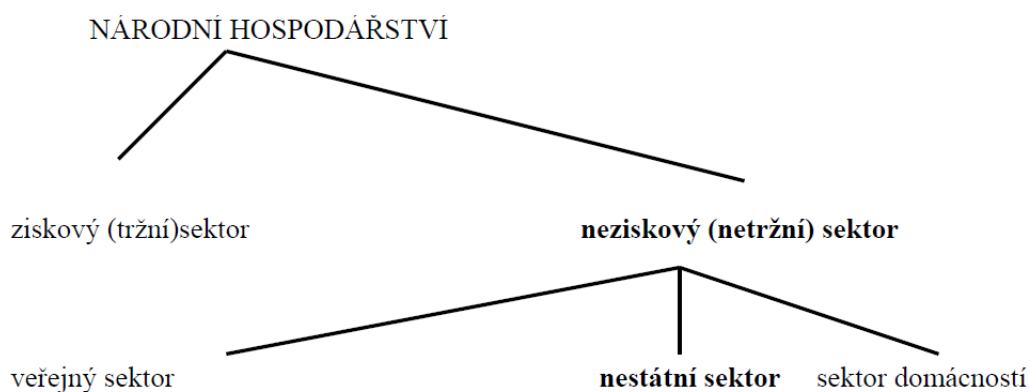 NÁRODNÍ HOSPODÁŘSTVÍ
ziskový (tržní)sektor neziskový (netržní) sektor
veřejný sektor nestátní sektor sektor domácností